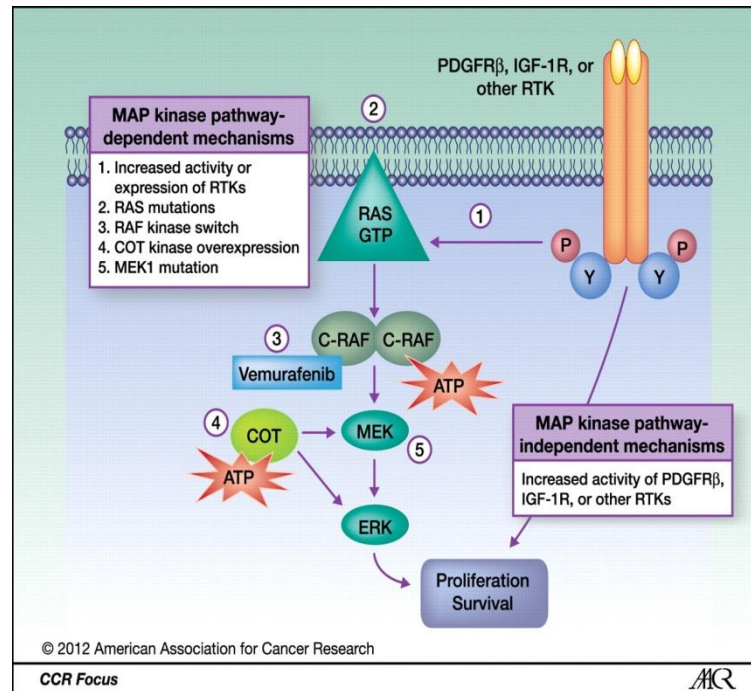 PDGFRβ, IGF-1R, or
other RTK
MAP kinase pathway-
dependent mechanisms
1. Increased activity or
expression of RTKs
2. RAS mutations
3. RAF kinase switch
4. COT kinase overexpression
5. MEK1 mutation
2
RAS
GTP
1
P
P
Y
Y
3
C-RAF
C-RAF
Vemurafenib
ATP
4
COT
ATP
MEK
5
ERK
MAP kinase pathway-
independent mechanisms
Increased activity of PDGFRβ,
IGF-1R, or other RTKs
Proliferation
Survival
© 2012 American Association for Cancer Research
CCR Focus
AACR